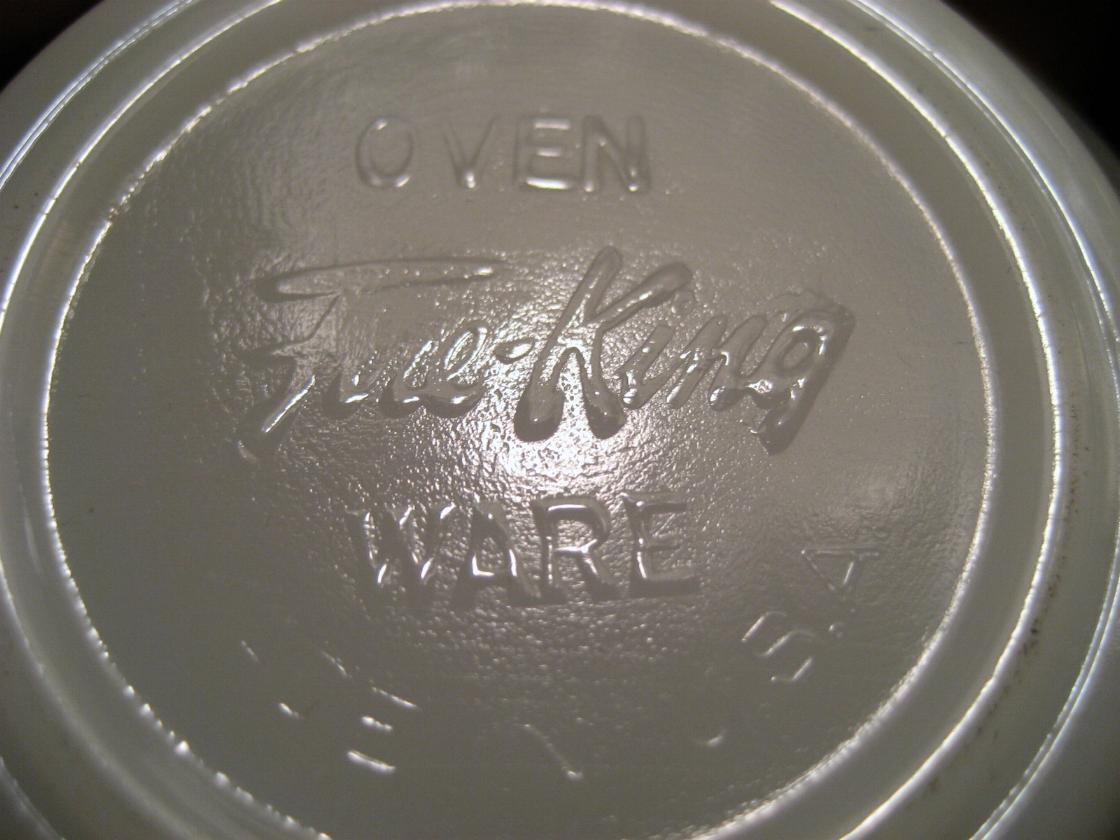 OVEN
Fire-King
WARE
U.S.A.